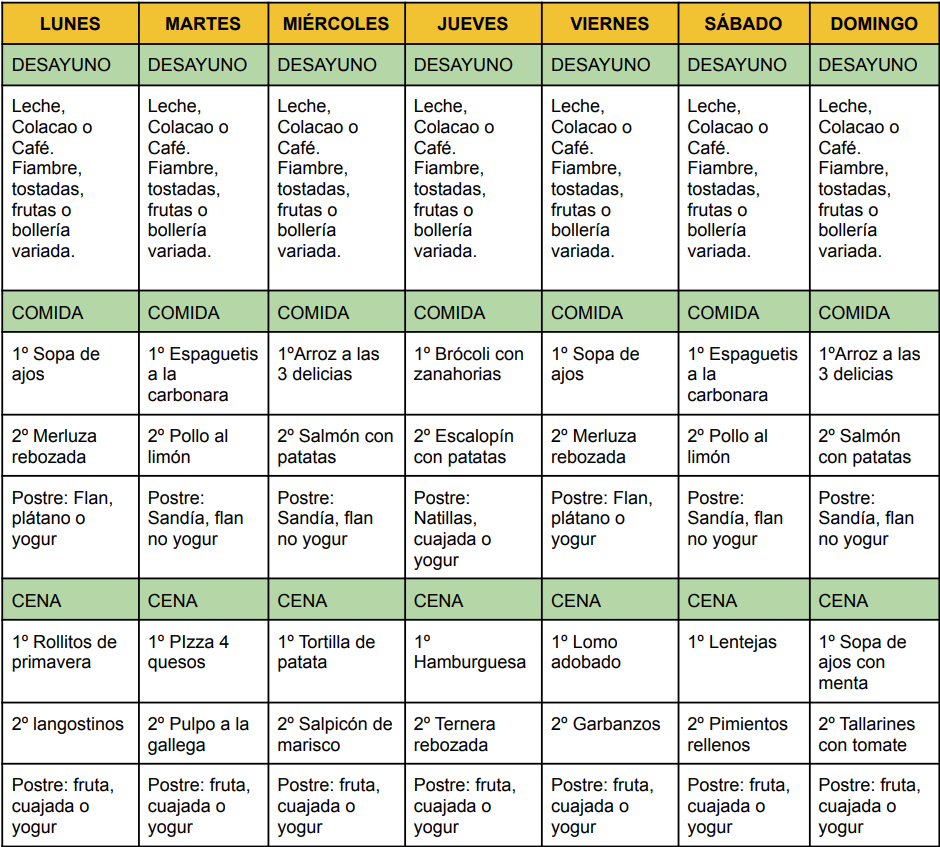 LUNES MARTES MIÉRCOLES JUEVES VIERNES SÁBADO DOMINGO
DESAYUNO DESAYUNO DESAYUNO DESAYUNO DESAYUNO DESAYUNO DESAYUNO
Leche, Leche, Leche, Leche, Leche, Leche, Leche,
Colacao o Colacao o Colacao o Colacao o Colacao o Colacao o Colacao o
Café. Café. Café. Café. Café. Café. Café.
Fiambre, Fiambre, Fiambre, Fiambre, Fiambre, Fiambre, Fiambre,
tostadas, tostadas, tostadas, tostadas, tostadas, tostadas, tostadas,
frutas o frutas o frutas o frutas o frutas o frutas o frutas o
bollería bollería bollería bollería bollería bollería bollería
variada. variada. variada. variada. variada. variada. variada.
COMIDA COMIDA COMIDA COMIDA COMIDA COMIDA COMIDA
1º Sopa de 1º Espaguetis 1ºArroz a las 1º Brócoli con 1º Sopa de 1º Espaguetis 1ºArroz a las
ajos a la 3 delicias zanahorias ajos a la 3 delicias
carbonara carbonara
2º Merluza 2º Pollo al 2º Salmón con 2º Escalopín 2º Merluza 2º Pollo al 2º Salmón
rebozada limón patatas con patatas rebozada limón con patatas
Postre: Flan, Postre: Postre: Postre: Postre: Flan, Postre: Postre:
plátano o Sandía, flan Sandía, flan Natillas, plátano o Sandía, flan Sandía, flan
yogur no yogur no yogur cuajada o yogur no yogur no yogur
yogur
CENA CENA CENA CENA CENA CENA CENA
1º Rollitos de 1º PIzza 4 1º Tortilla de 1º 1º Lomo 1º Lentejas 1º Sopa de
primavera quesos patata Hamburguesa adobado ajos con
menta
2º langostinos 2º Pulpo a la 2º Salpicón de 2º Ternera 2º Garbanzos 2º Pimientos 2º Tallarines
gallega marisco rebozada rellenos con tomate
Postre: fruta, Postre: fruta, Postre: fruta, Postre: fruta, Postre: fruta, Postre: fruta, Postre: fruta,
cuajada o cuajada o cuajada o cuajada o cuajada o cuajada o cuajada o
yogur yogur yogur yogur yogur yogur yogur